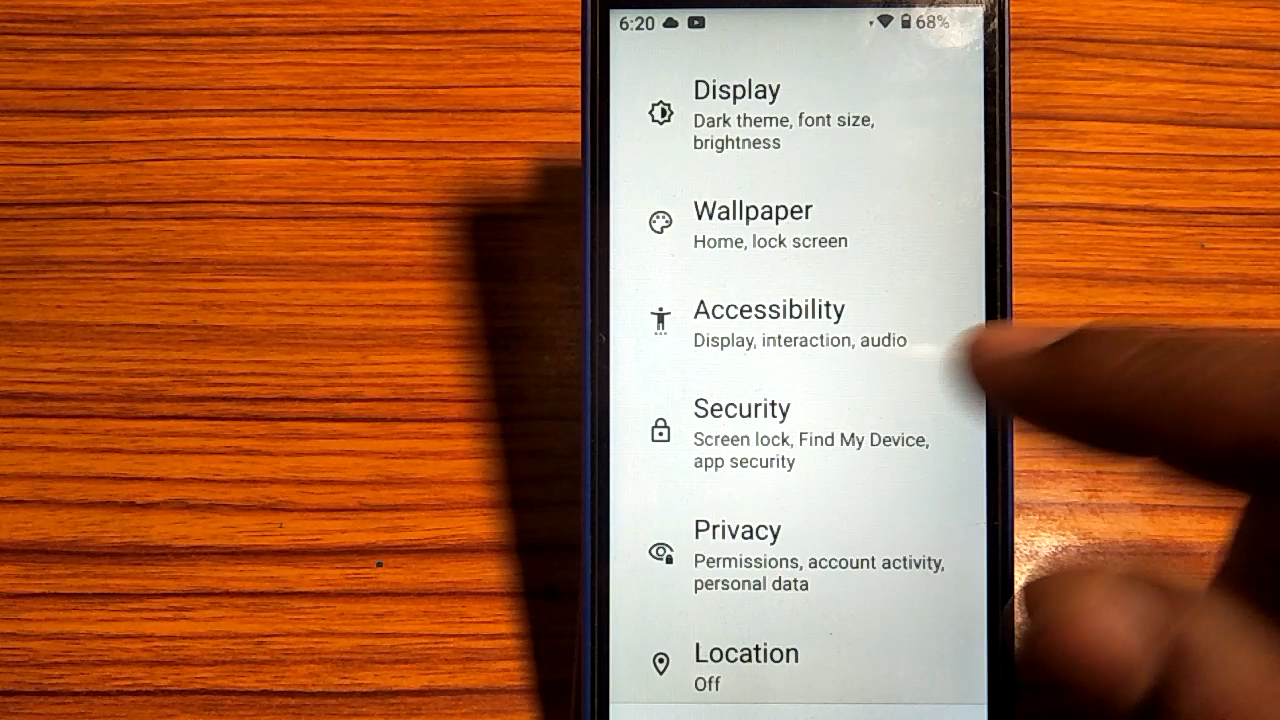 6:20 68%
Display
Dark theme, font size,
brightness
Wallpaper
Home, lock screen
Accessibility
Display, interaction, audio
Security
Screen lock, Find My Device,
app security
Privacy
Permissions, account activity,
personal data
Location
Off